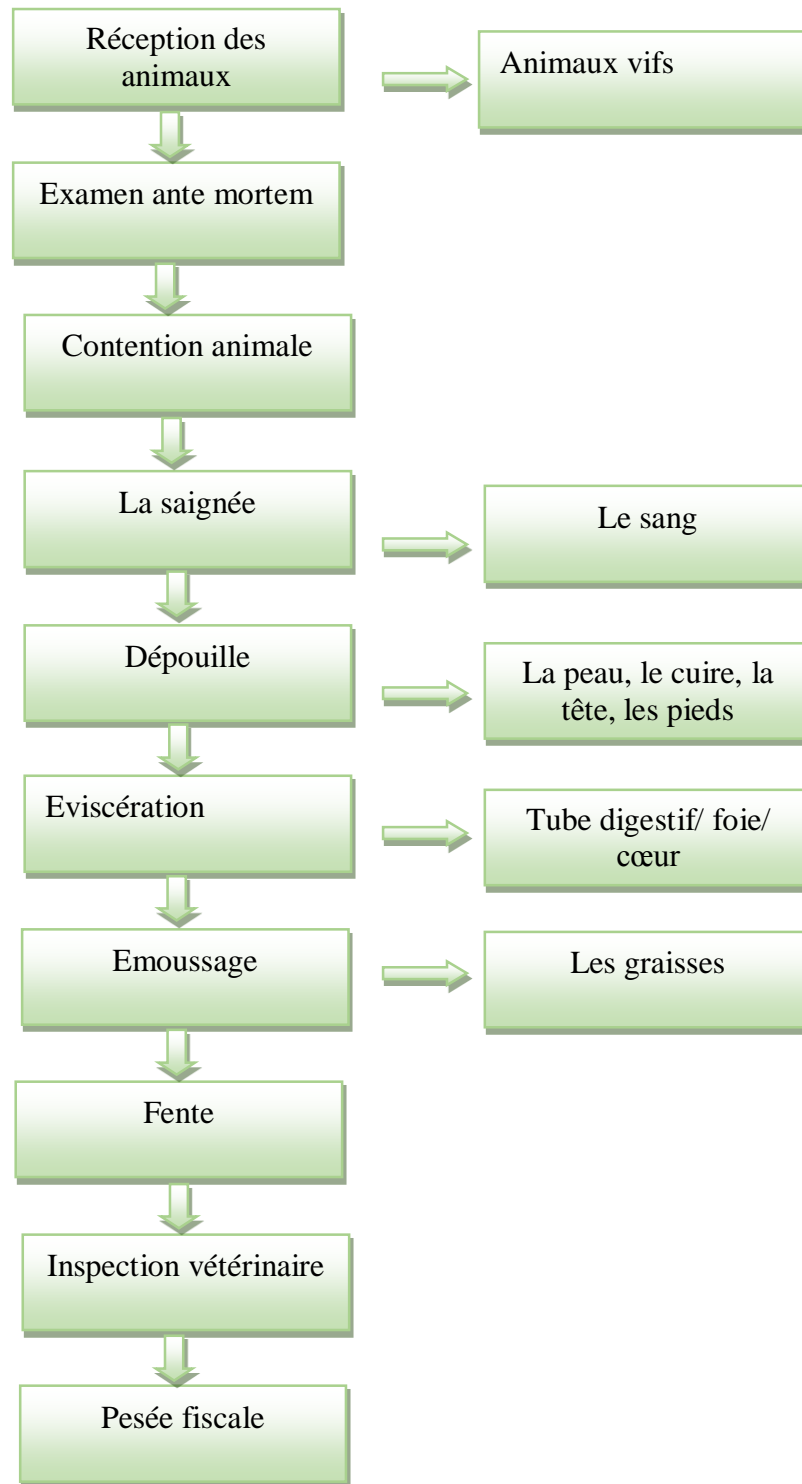 Réception des
animaux
Animaux vifs
Examen ante mortem
Contention animale
La saignée
Le sang
Dépouille
La peau, le cuire, la
tête, les pieds
Eviscération
Tube digestif/ foie/
cœur
Emoussage
Les graisses
Fente
Inspection vétérinaire
Pesée fiscale